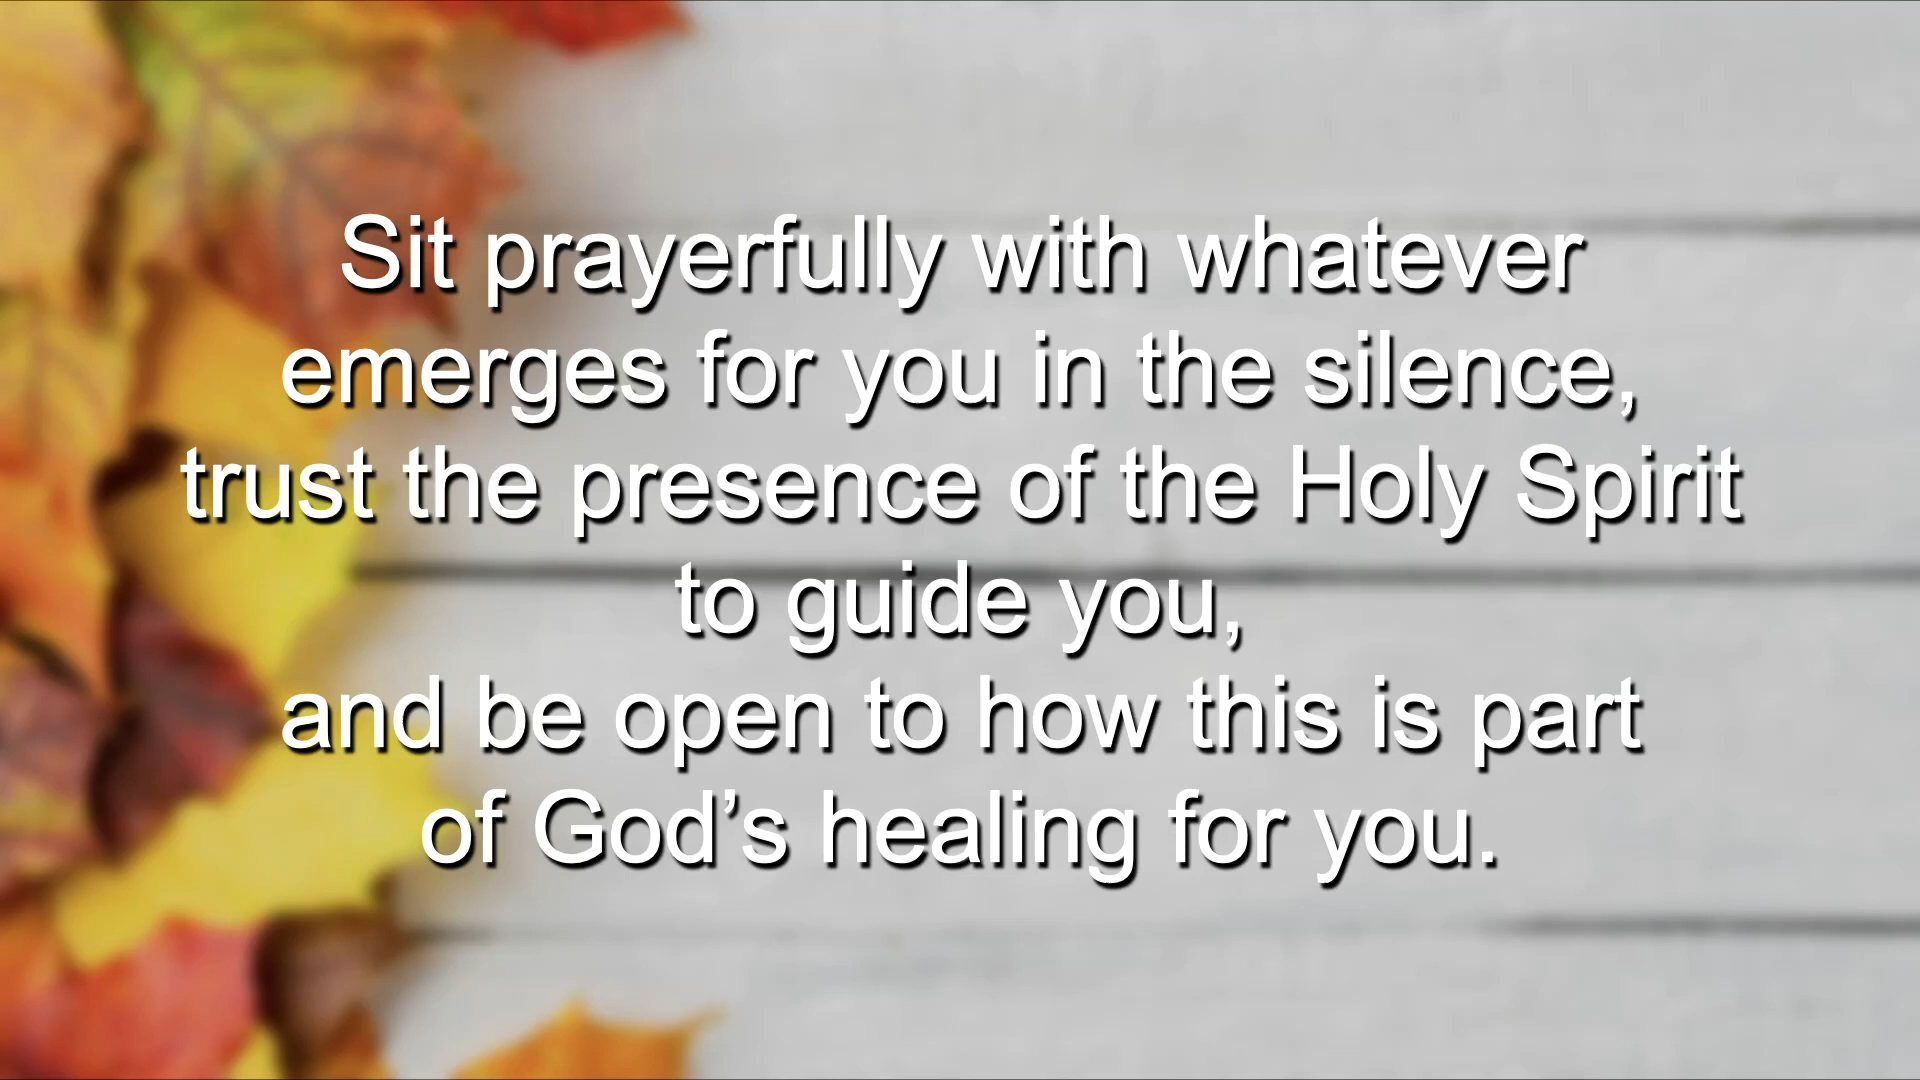 Sit prayerfully with whatever
emerges for you in the silence,
trust the presence of the Holy Spirit
to guide you,
and be open to how this is part
of God’s healing for you.